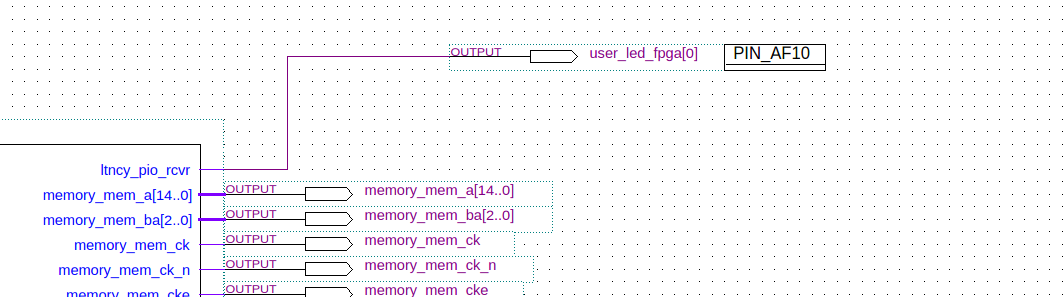 OUTPUT user_led_fpga[0] PIN_AF10
ltncy_pio_rcvr
memory_mem_a[14..0] OUTPUT memory_mem_a[14..0]
memory_mem_ba[2..0] OUTPUT memory_mem_ba[2..0]
memory_mem_ck OUTPUT memory_mem_ck
memory_mem_ck_n OUTPUT memory_mem_ck_n
memory_mem_cke OUTPUT memory_mem_cke